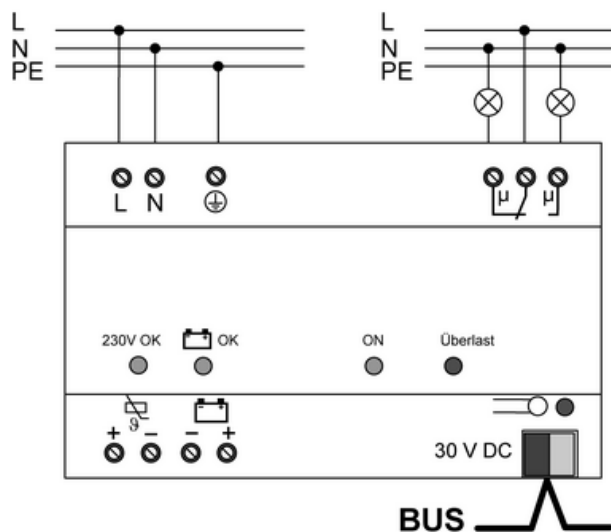 L
N
PE
L
N
PE
L N
µ µ
230V OK
OK
ON
Überlast
ϑ
+ − − +
− +
30 V DC
BUS